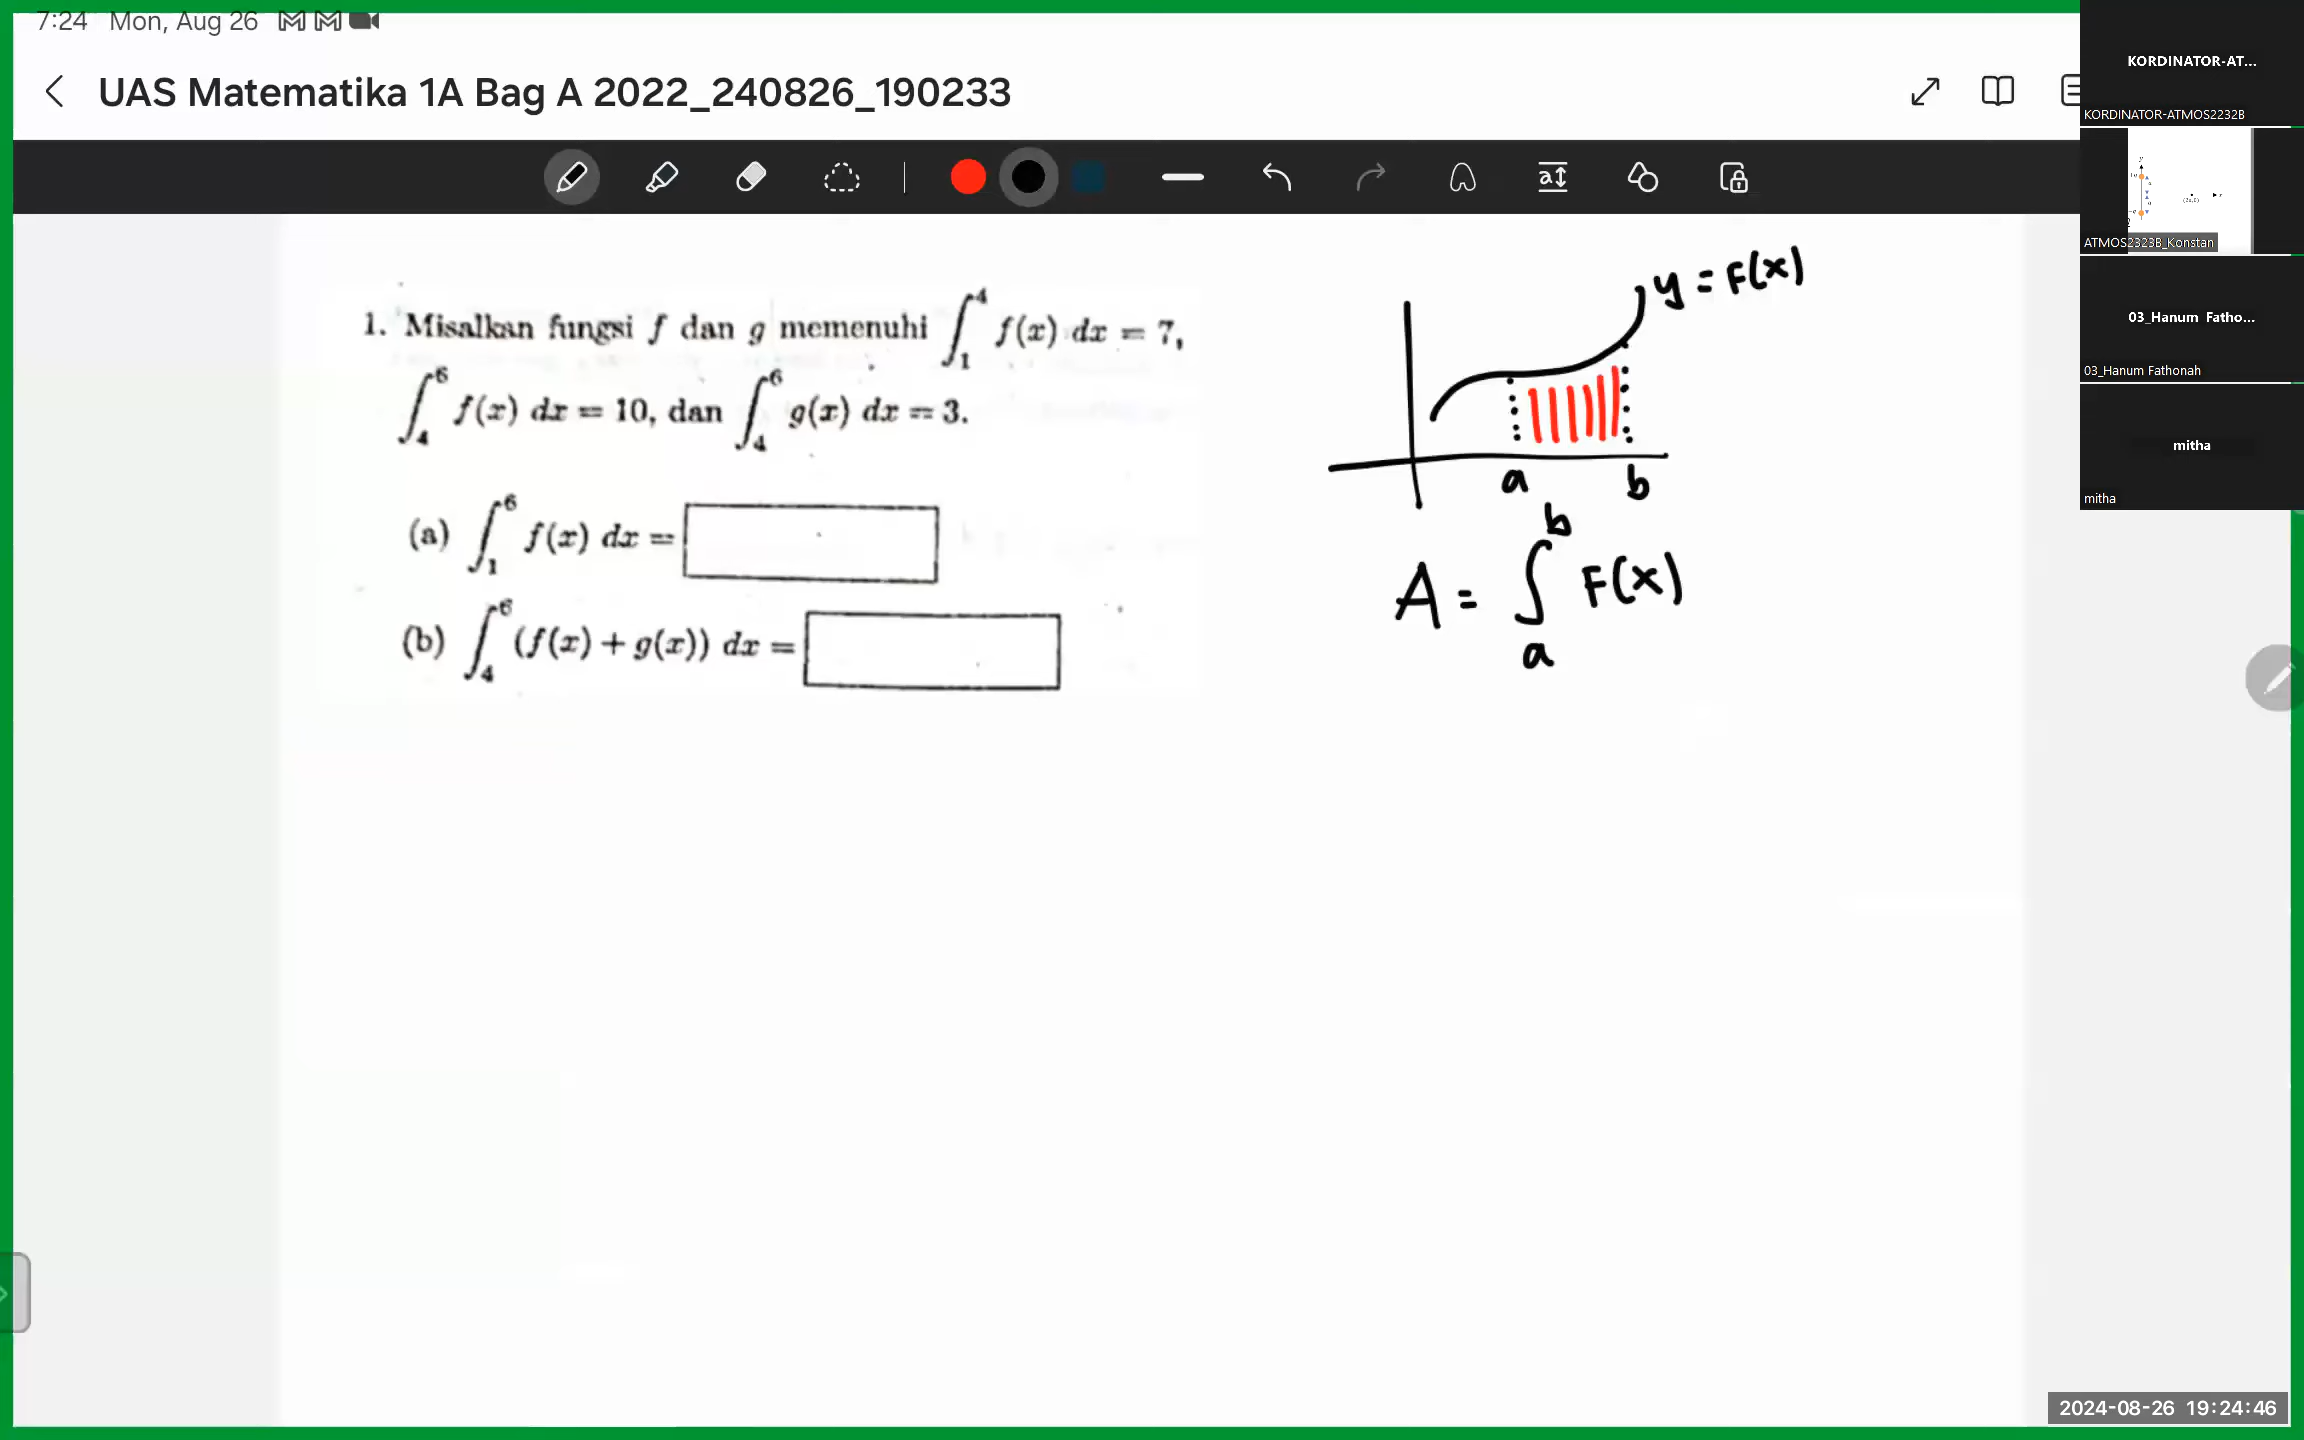 7:24 Mon, Aug 26
UAS Matematika 1A Bag A 2022_240826_190233
1. Misalkan fungsi f dan g memenuhi ∫₁⁴ f(x) dx = 7,
∫₄⁶ f(x) dx = 10, dan ∫₄⁶ g(x) dx = 3.
(a) ∫₁⁶ f(x) dx =
(b) ∫₄⁶ (f(x) + g(x)) dx =
y = F(x)
a b
A = ∫ₐᵇ F(x)
KORDINATOR-AT...
KORDINATOR-ATMOS2232B
ATMOS2323B_Konstan
03_Hanum Fatho...
03_Hanum Fathonah
mitha
mitha
2024-08-26 19:24:46